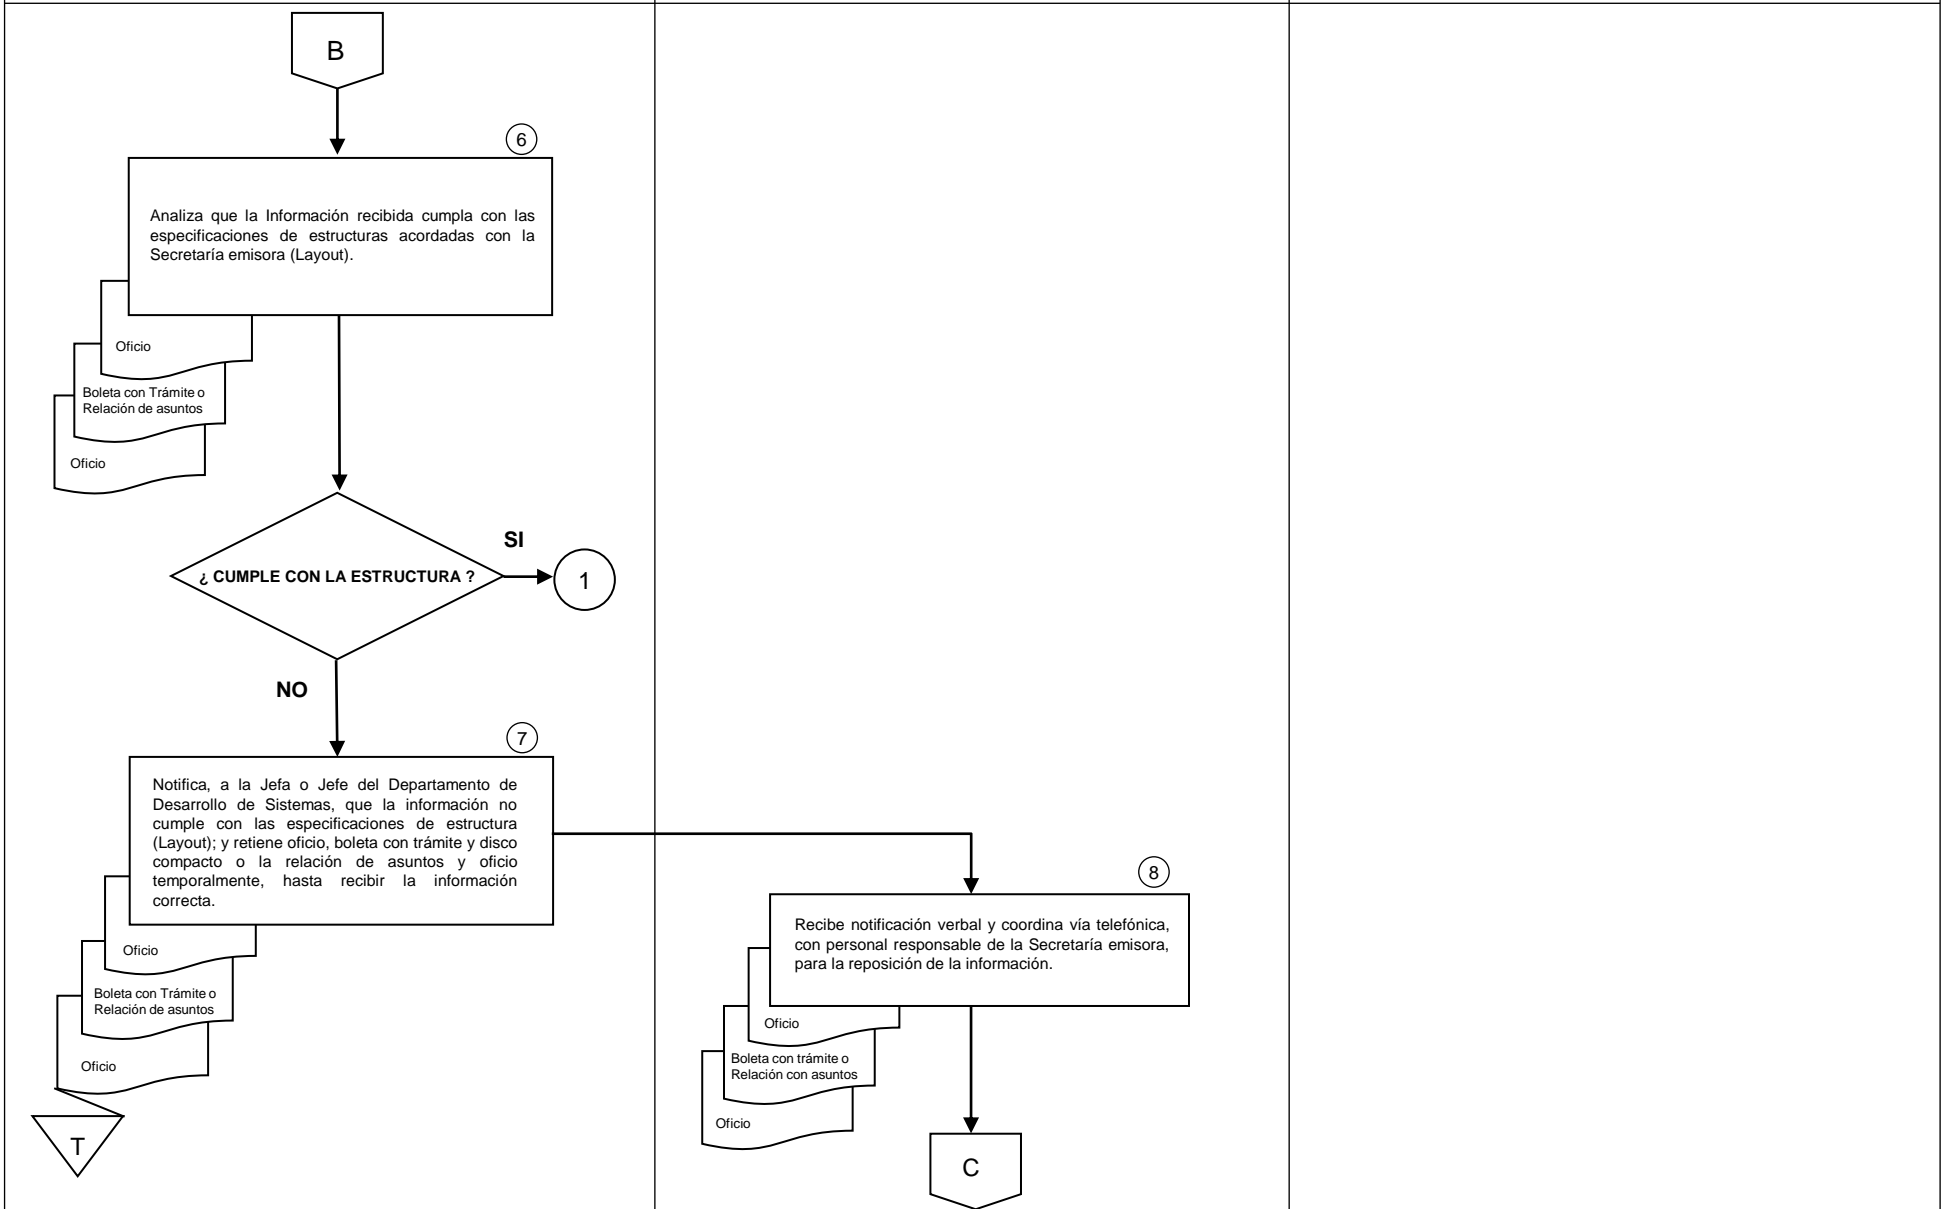 B
6
Analiza que la Información recibida cumpla con las
especificaciones de estructuras acordadas con la
Secretaría emisora (Layout).
Oficio
Boleta con Trámite o
Relación de asuntos
Oficio
SI
¿ CUMPLE CON LA ESTRUCTURA ?
1
NO
7
Notifica, a la Jefa o Jefe del Departamento de
Desarrollo de Sistemas, que la información no
cumple con las especificaciones de estructura
(Layout); y retiene oficio, boleta con trámite y disco
compacto o la relación de asuntos y oficio
temporalmente, hasta recibir la información
correcta.
Oficio
Boleta con Trámite o
Relación de asuntos
Oficio
T
8
Recibe notificación verbal y coordina vía telefónica,
con personal responsable de la Secretaría emisora,
para la reposición de la información.
Oficio
Boleta con trámite o
Relación con asuntos
Oficio
C